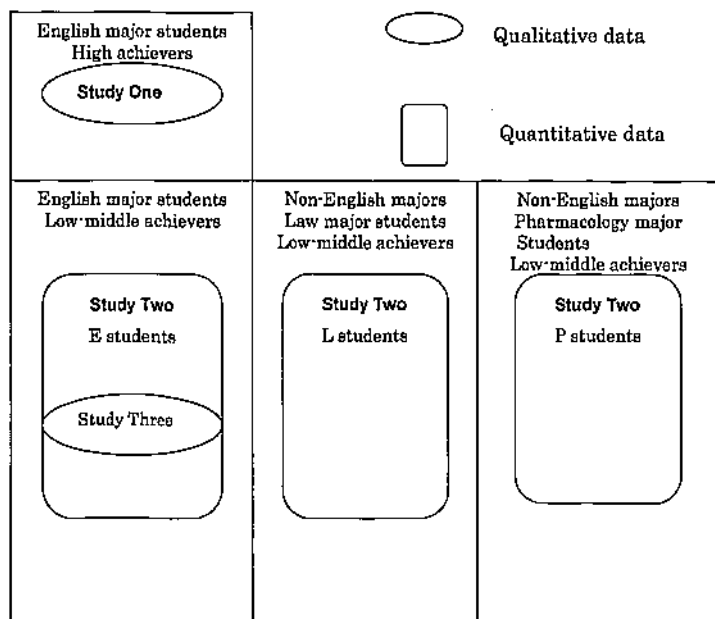 English major students
High achievers
Study One
Qualitative data
Quantitative data
English major students
Low-middle achievers
Study Two
E students
Study Three
Non-English majors
Law major students
Low-middle achievers
Study Two
L students
Non-English majors
Pharmacology major
Students
Low-middle achievers
Study Two
P students